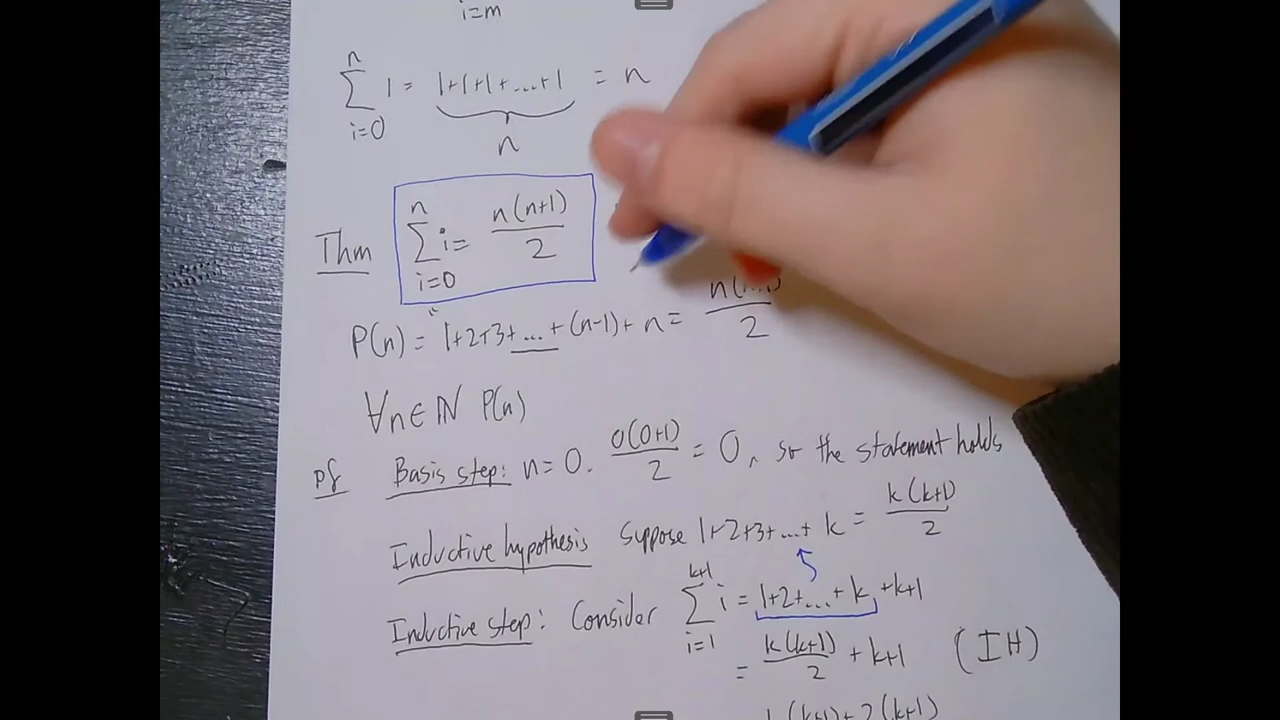 i=m
n
∑ 1 = 1+1+1+...+1 = n
i=0
n
Thm
n
∑ i = n(n+1)/2
i=0
P(n) = "1+2+3+...+(n-1)+n =
2
∀n∈ℕ P(n)
pf Basis step: n=0. 0(0+1)/2 = 0, so the statement holds
Inductive hypothesis Suppose 1+2+3+...+k = k(k+1)/2
k+1
Inductive step: Consider ∑ i = 1+2+...+k+k+1
i=1
= k(k+1)/2 + k+1 (IH)